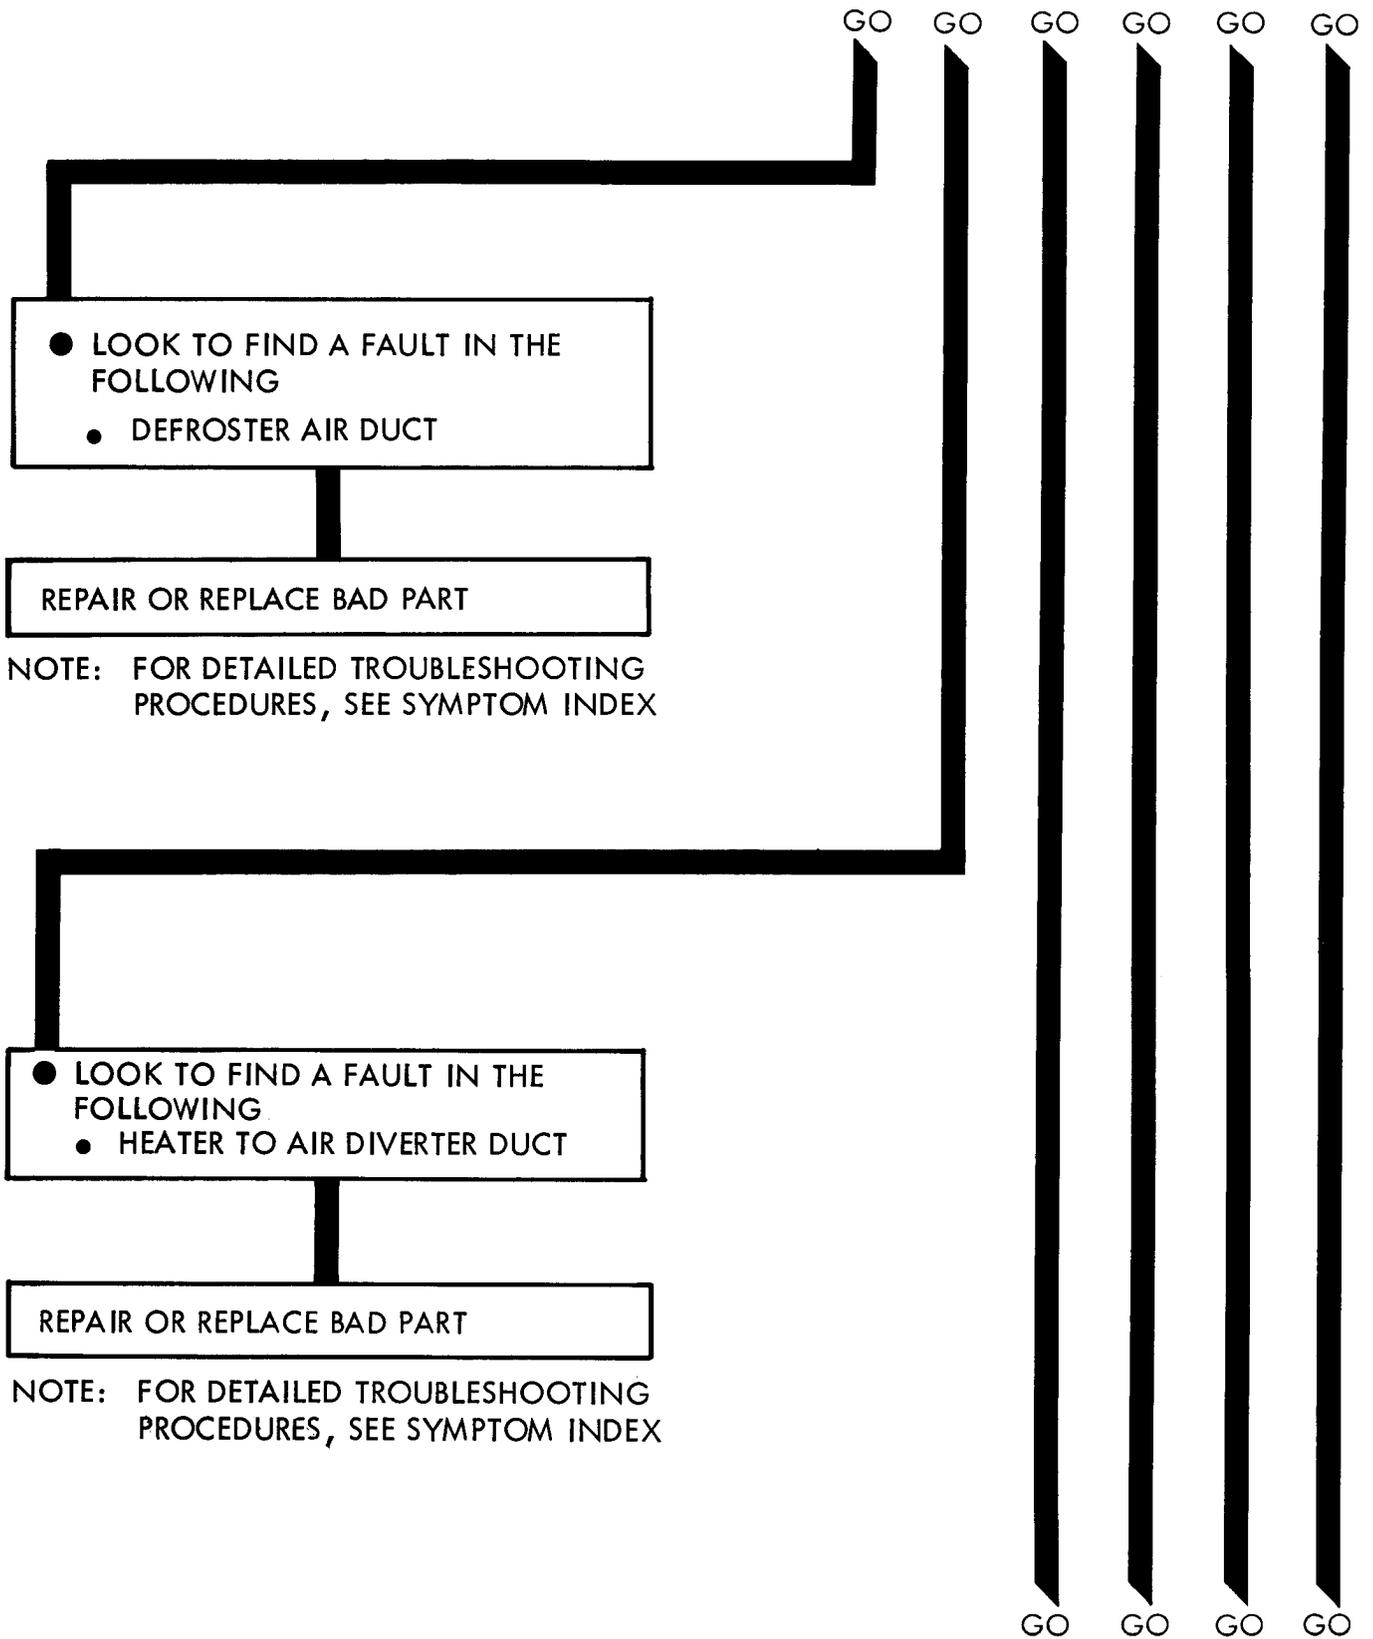 GO GO GO GO GO GO
● LOOK TO FIND A FAULT IN THE
FOLLOWING
● DEFROSTER AIR DUCT
REPAIR OR REPLACE BAD PART
NOTE: FOR DETAILED TROUBLESHOOTING
PROCEDURES, SEE SYMPTOM INDEX
● LOOK TO FIND A FAULT IN THE
FOLLOWING
● HEATER TO AIR DIVERTER DUCT
REPAIR OR REPLACE BAD PART
NOTE: FOR DETAILED TROUBLESHOOTING
PROCEDURES, SEE SYMPTOM INDEX
GO GO GO GO